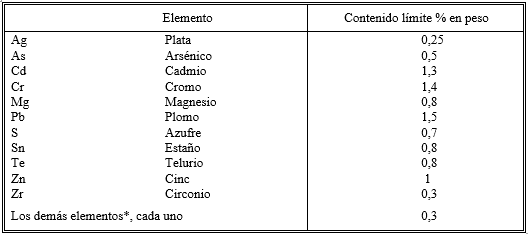 Elemento Contenido límite % en peso
Ag Plata 0,25
As Arsénico 0,5
Cd Cadmio 1,3
Cr Cromo 1,4
Mg Magnesio 0,8
Pb Plomo 1,5
S Azufre 0,7
Sn Estaño 0,8
Te Telurio 0,8
Zn Cinc 1
Zr Circonio 0,3
Los demás elementos*, cada uno 0,3